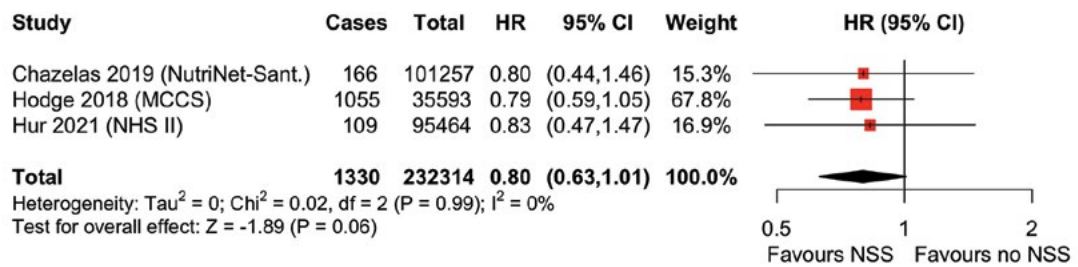 Study Cases Total HR 95% CI Weight HR (95% CI)
Chazelas 2019 (NutriNet-Sant.) 166 101257 0.80 (0.44,1.46) 15.3%
Hodge 2018 (MCCS) 1055 35593 0.79 (0.59,1.05) 67.8%
Hur 2021 (NHS II) 109 95464 0.83 (0.47,1.47) 16.9%
Total 1330 232314 0.80 (0.63,1.01) 100.0%
Heterogeneity: Tau² = 0; Chi² = 0.02, df = 2 (P = 0.99); I² = 0%
Test for overall effect: Z = -1.89 (P = 0.06)
0.5 1 2
Favours NSS Favours no NSS